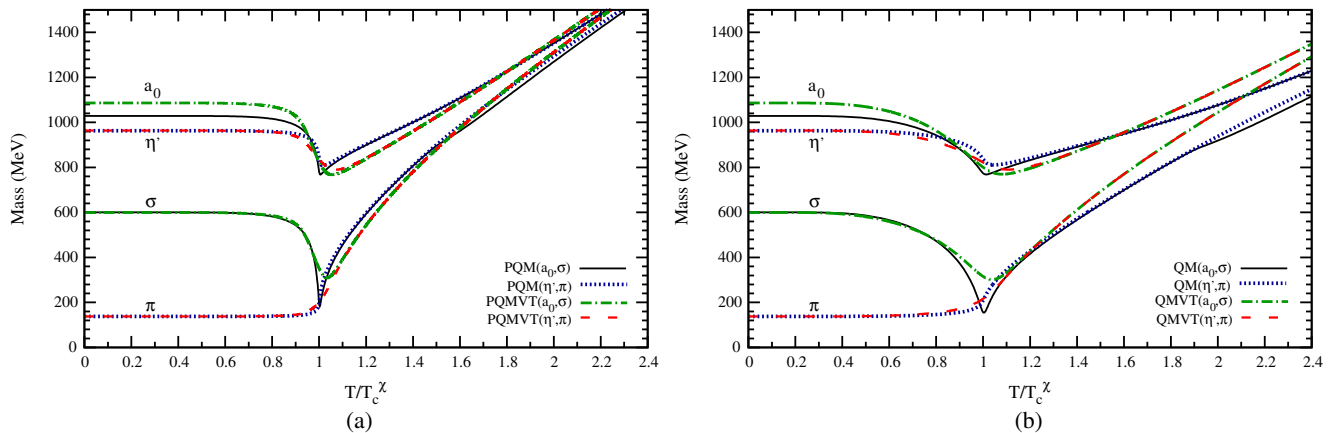 1400
1200
1000
800
600
400
200
0
Mass (MeV)
a₀
η'
σ
π
PQM(a₀,σ)
PQM(η',π)
PQMVT(a₀,σ)
PQMVT(η',π)
0 0.2 0.4 0.6 0.8 1 1.2 1.4 1.6 1.8 2 2.2 2.4
T/T_c^χ
(a)
1400
1200
1000
800
600
400
200
0
Mass (MeV)
a₀
η'
σ
π
QM(a₀,σ)
QM(η',π)
QMVT(a₀,σ)
QMVT(η',π)
0 0.2 0.4 0.6 0.8 1 1.2 1.4 1.6 1.8 2 2.2 2.4
T/T_c^χ
(b)